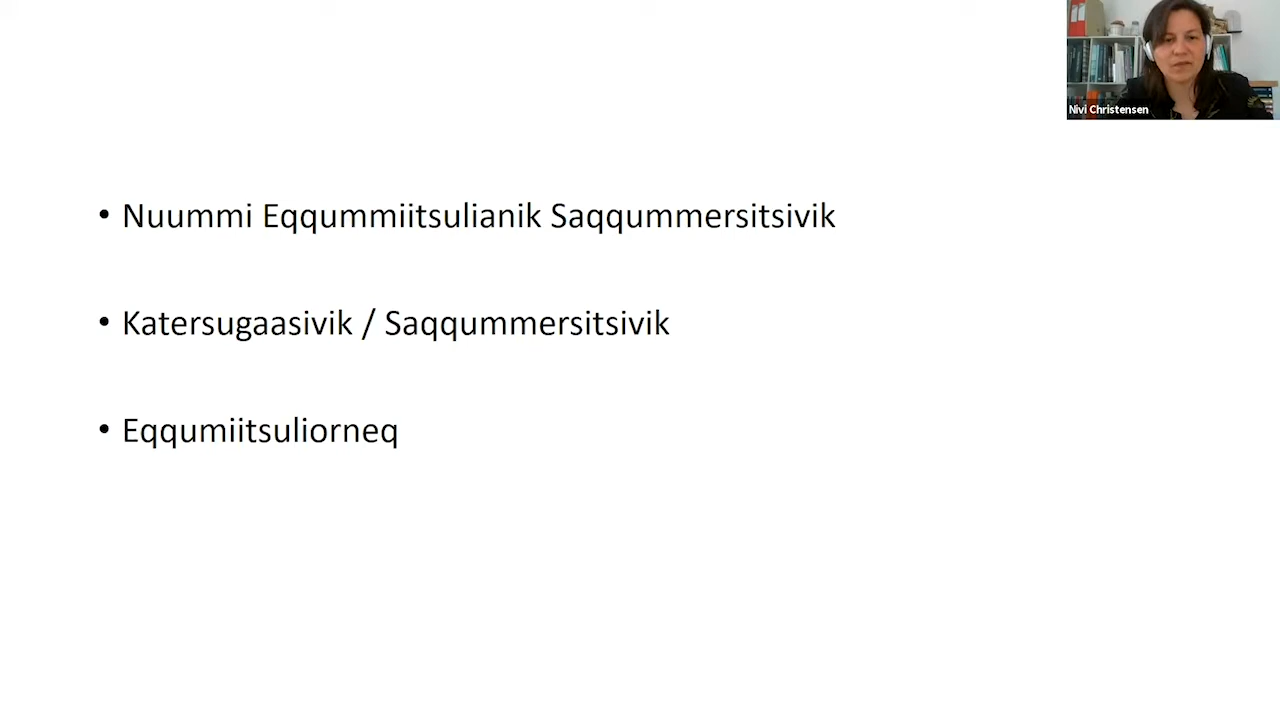 Nivi Christensen
• Nuummi Eqqummiitsulianik Saqqummersitsivik
• Katersugaasivik / Saqqummersitsivik
• Eqqumiitsuliorneq